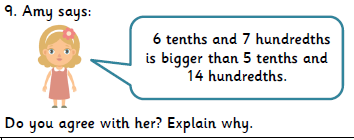 9. Amy says:
6 tenths and 7 hundredths
is bigger than 5 tenths and
14 hundredths.
Do you agree with her? Explain why.